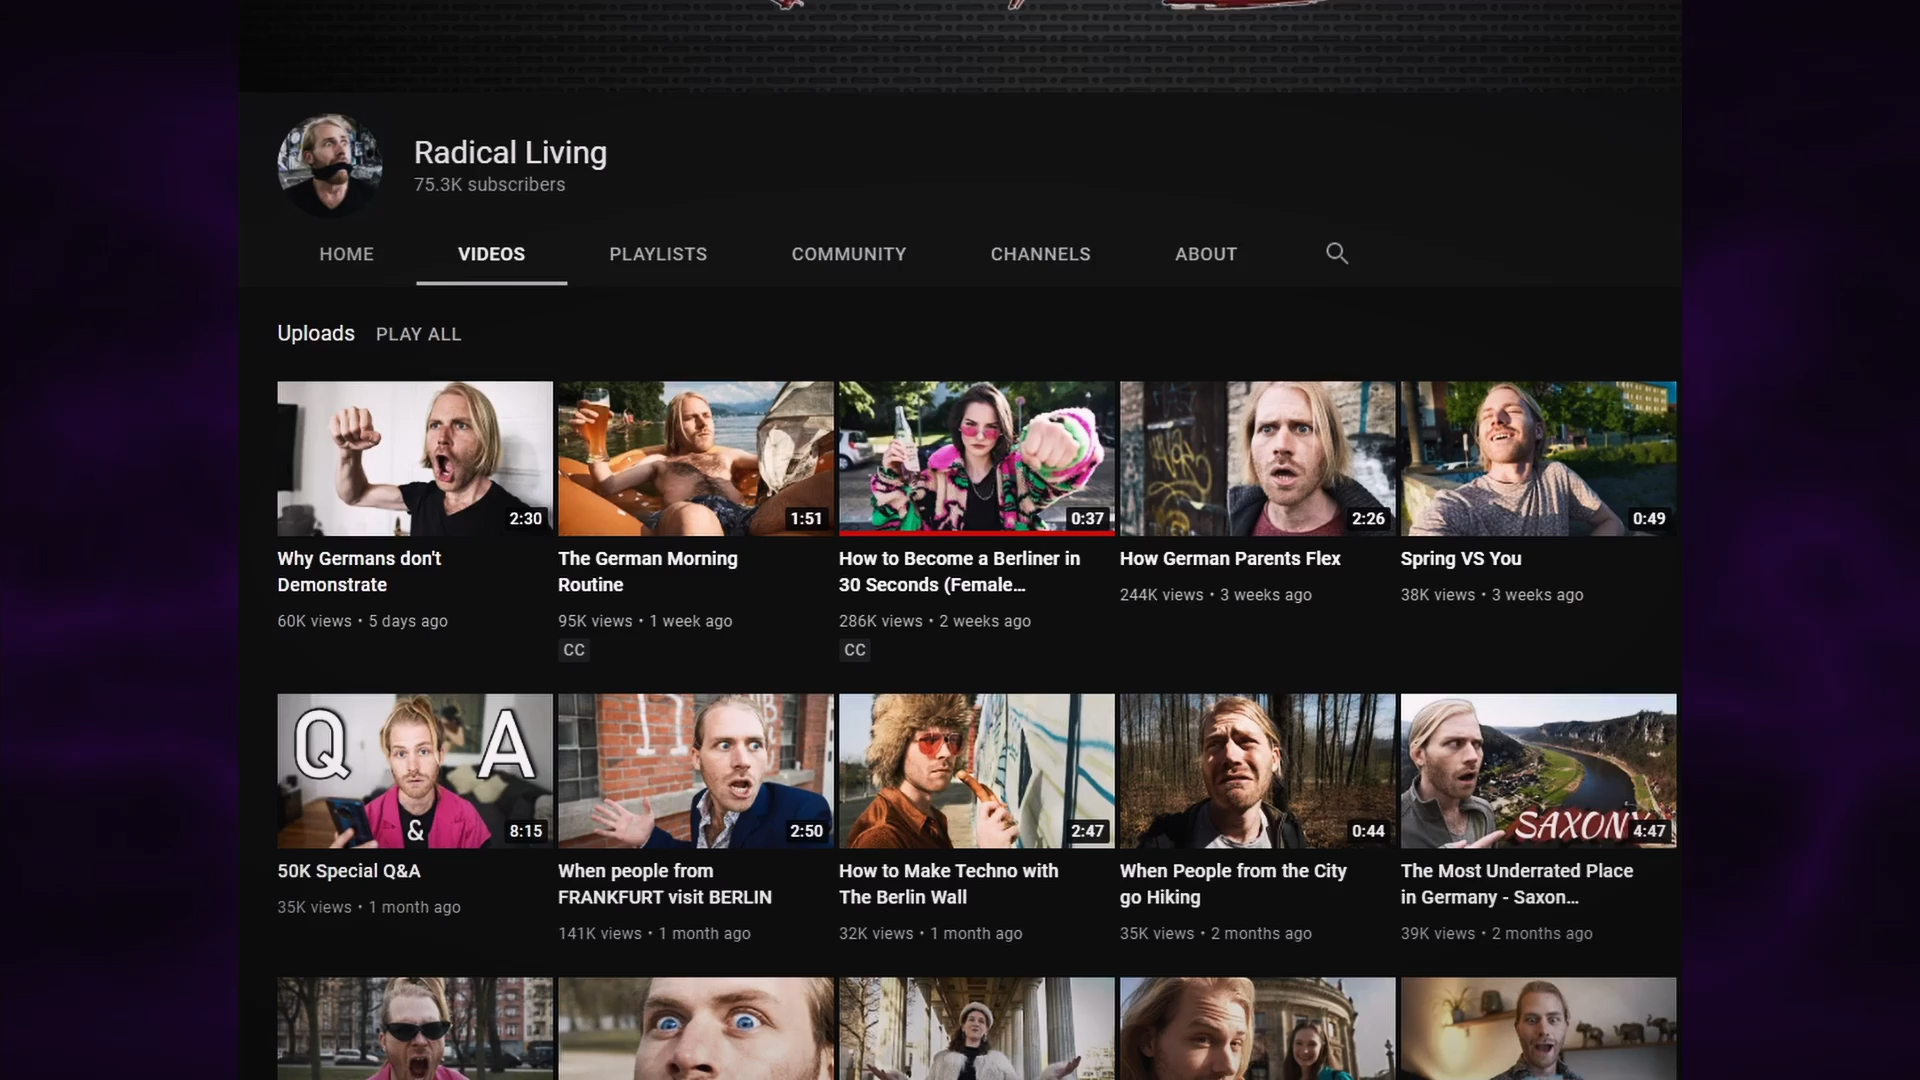 Radical Living
75.3K subscribers
HOME
VIDEOS
PLAYLISTS
COMMUNITY
CHANNELS
ABOUT
Uploads
PLAY ALL
2:30
1:51
0:37
2:26
0:49
Why Germans don't
Demonstrate
60K views • 5 days ago
The German Morning
Routine
95K views • 1 week ago
CC
How to Become a Berliner in
30 Seconds (Female...
286K views • 2 weeks ago
CC
How German Parents Flex
244K views • 3 weeks ago
Spring VS You
38K views • 3 weeks ago
Q & A
8:15
2:50
2:47
0:44
SAXONY
4:47
50K Special Q&A
35K views • 1 month ago
When people from
FRANKFURT visit BERLIN
141K views • 1 month ago
How to Make Techno with
The Berlin Wall
32K views • 1 month ago
When People from the City
go Hiking
35K views • 2 months ago
The Most Underrated Place
in Germany - Saxon...
39K views • 2 months ago